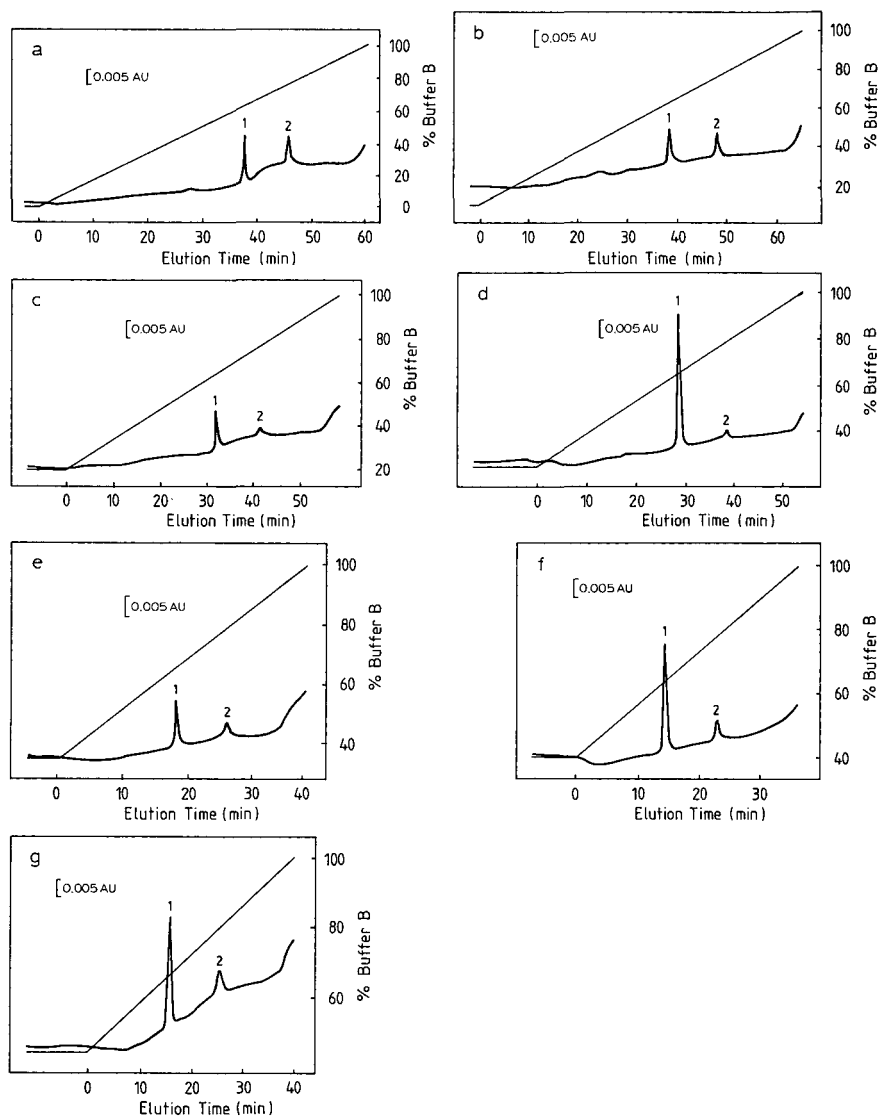 a
[0.005 AU
1
2
100
80
60
40
20
0
% Buffer B
0 10 20 30 40 50 60
Elution Time (min)
b
[0.005 AU
1
2
100
80
60
40
20
% Buffer B
0 10 20 30 40 50 60
Elution Time (min)
c
[0.005 AU
1
2
100
80
60
40
20
% Buffer B
0 10 20 30 40 50
Elution Time (min)
d
[0.005 AU
1
2
100
80
60
40
% Buffer B
0 10 20 30 40 50
Elution Time (min)
e
[0.005 AU
1
2
100
80
60
40
% Buffer B
0 10 20 30 40
Elution Time (min)
f
[0.005 AU
1
2
100
80
60
40
% Buffer B
0 10 20 30
Elution Time (min)
g
[0.005 AU
1
2
100
80
60
% Buffer B
0 10 20 30 40
Elution Time (min)